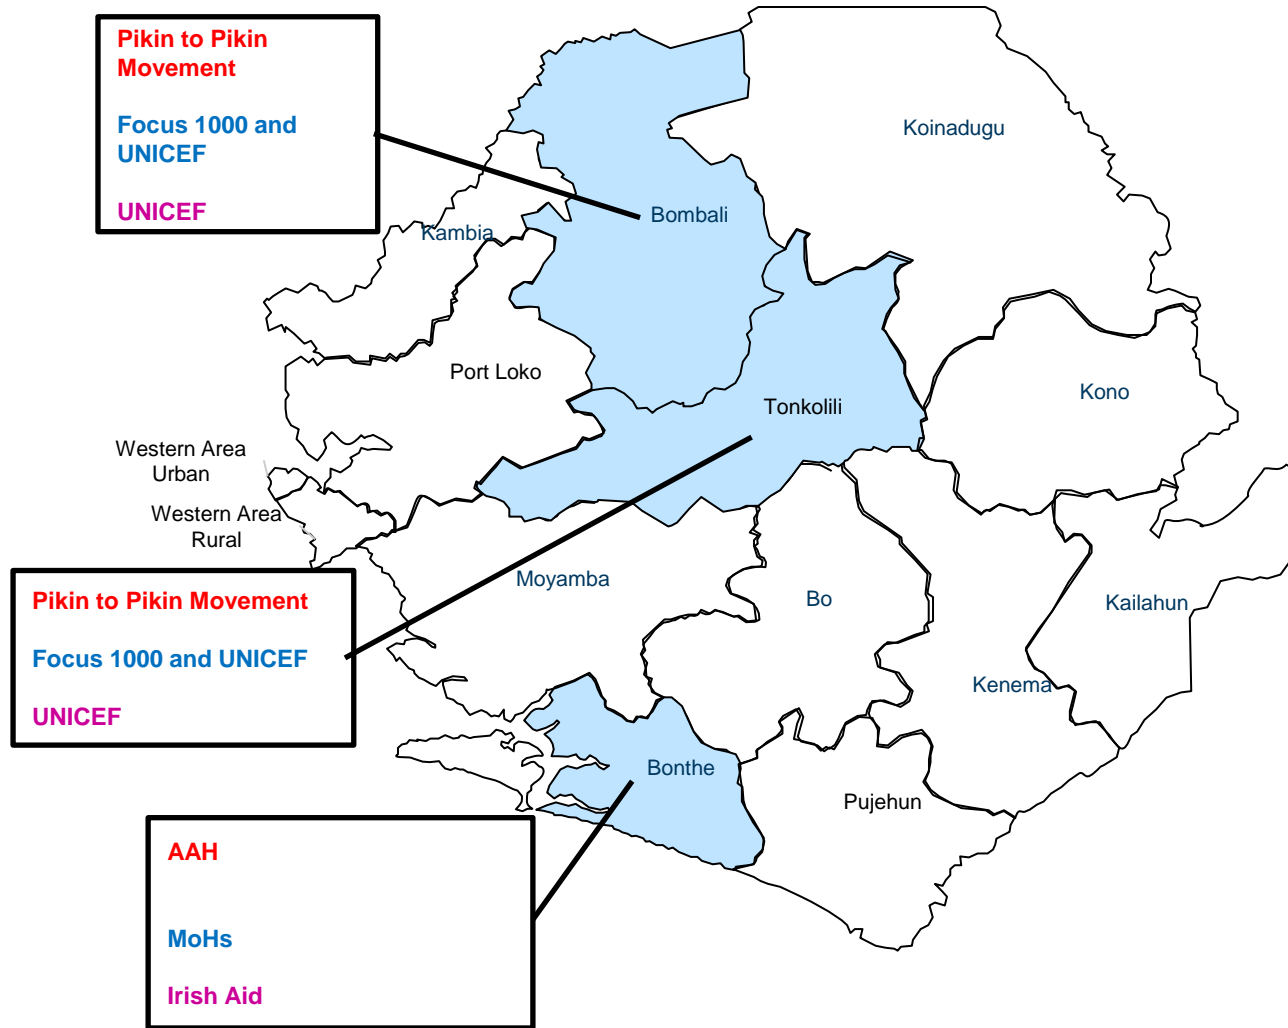 Pikin to Pikin
Movement
Focus 1000 and
UNICEF
UNICEF
Koinadugu
Bombali
Kambia
Port Loko
Kono
Tonkolili
Western Area
Urban
Western Area
Rural
Moyamba
Bo
Kailahun
Pikin to Pikin Movement
Focus 1000 and UNICEF
UNICEF
Kenema
Bonthe
Pujehun
AAH
MoHs
Irish Aid